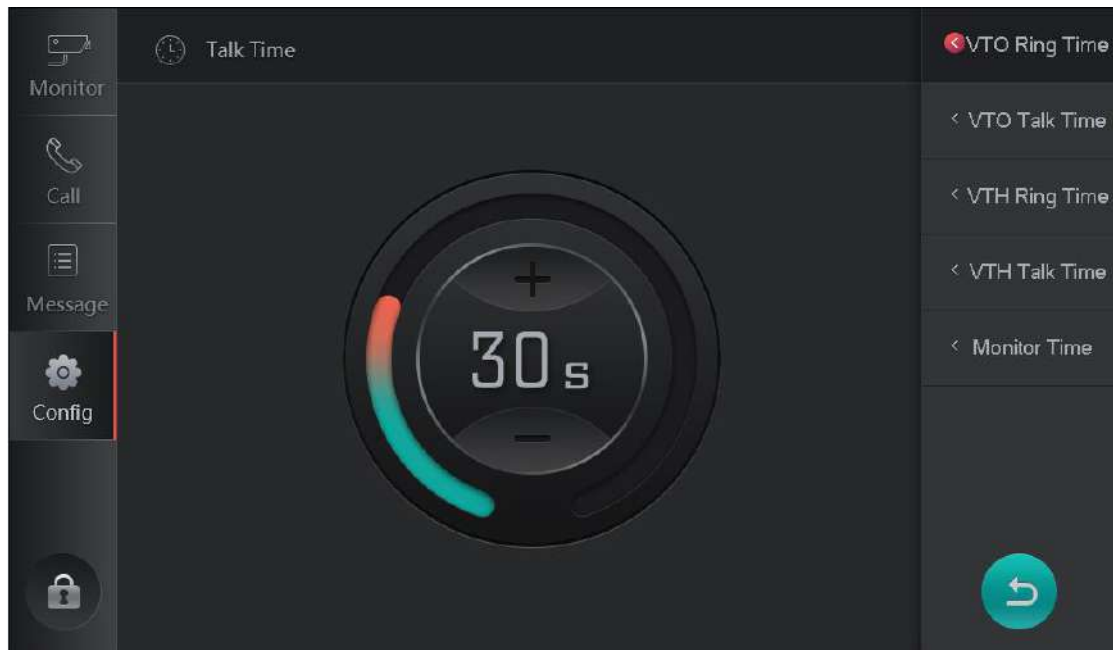 Monitor
Call
Message
Config
Talk Time
+
30 s
−
VTO Ring Time
VTO Talk Time
VTH Ring Time
VTH Talk Time
Monitor Time